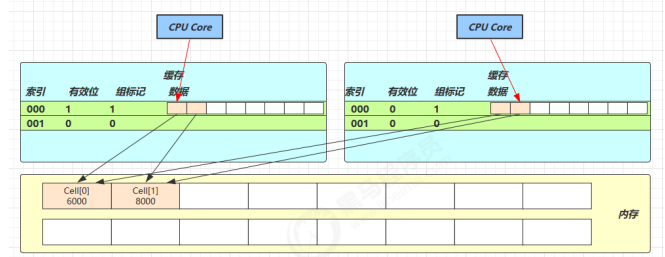 CPU Core
CPU Core
缓存
索引 有效位 组标记 数据
000 1 1
001 0 0
缓存
索引 有效位 组标记 数据
000 0 1
001 0 0
Cell[0] Cell[1]
6000 8000
内存